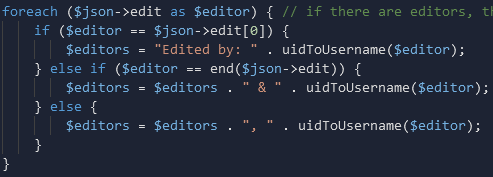 foreach ($json->edit as $editor) { // if there are editors, th
    if ($editor == $json->edit[0]) {
        $editors = "Edited by: " . uidToUsername($editor);
    } else if ($editor == end($json->edit)) {
        $editors = $editors . " & " . uidToUsername($editor);
    } else {
        $editors = $editors . ", " . uidToUsername($editor);
    }
}